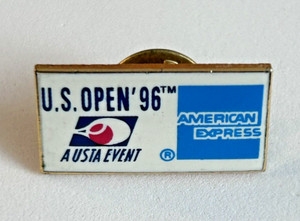 U.S. OPEN '96™
A USTA EVENT
®
AMERICAN
EXPRESS